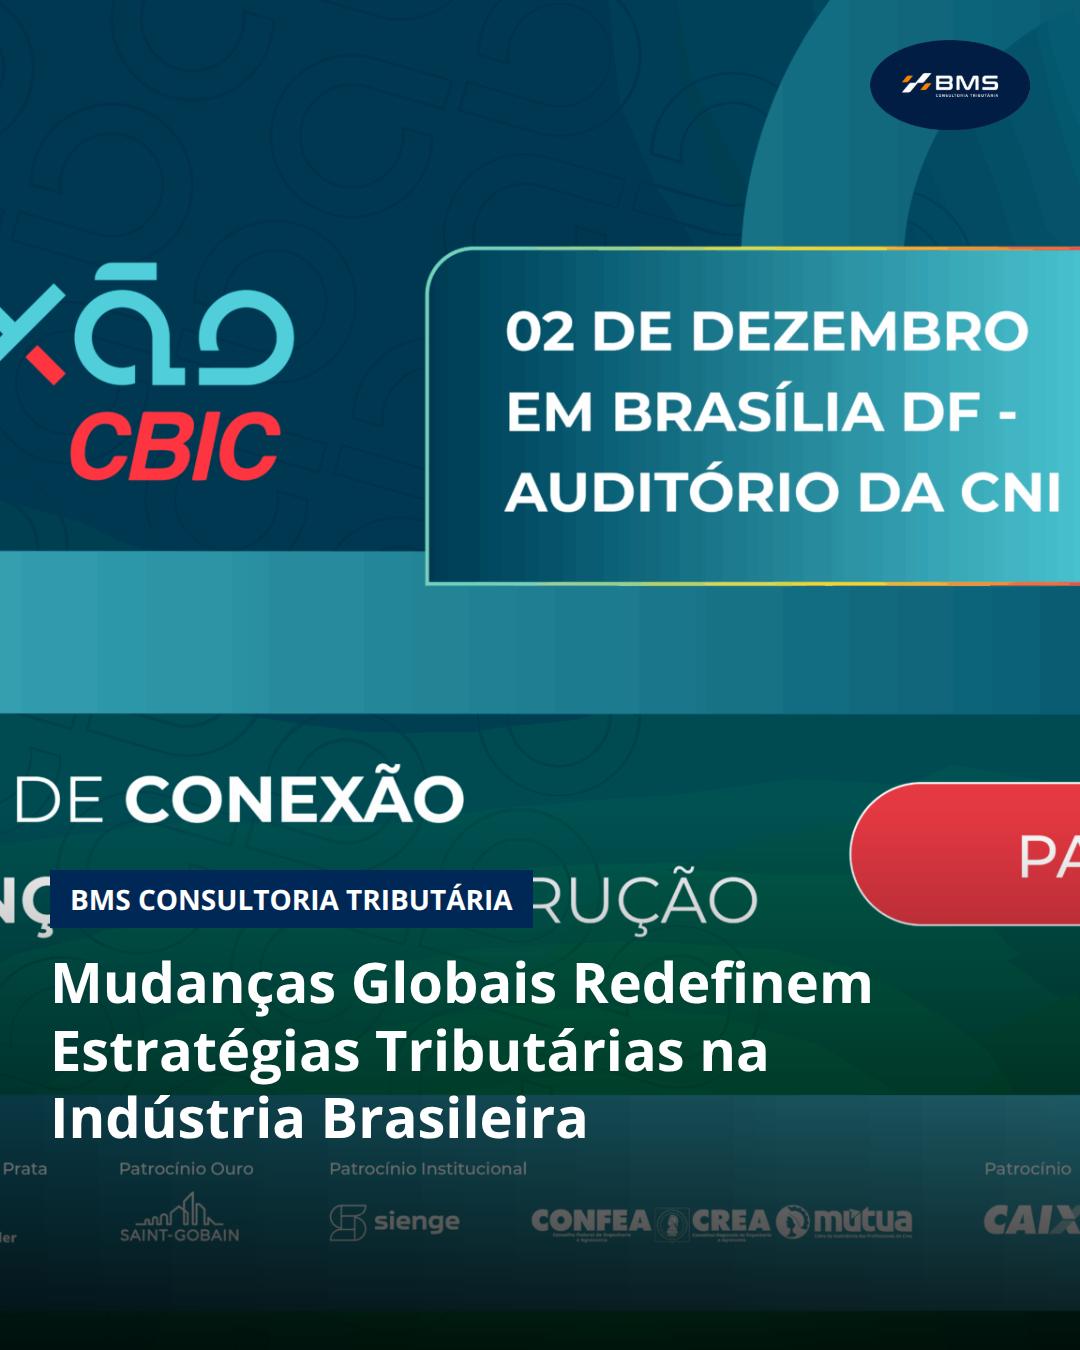 BMS
CONSULTORIA TRIBUTÁRIA
xão
CBIC
02 DE DEZEMBRO
EM BRASÍLIA DF -
AUDITÓRIO DA CNI
DE CONEXÃO
PA
NÇ
RUÇÃO
BMS CONSULTORIA TRIBUTÁRIA
Mudanças Globais Redefinem
Estratégias Tributárias na
Indústria Brasileira
Prata
Patrocínio Ouro
Patrocínio Institucional
Patrocínio
der
SAINT-GOBAIN
sienge
CONFEA
CREA
mútua
CAIX